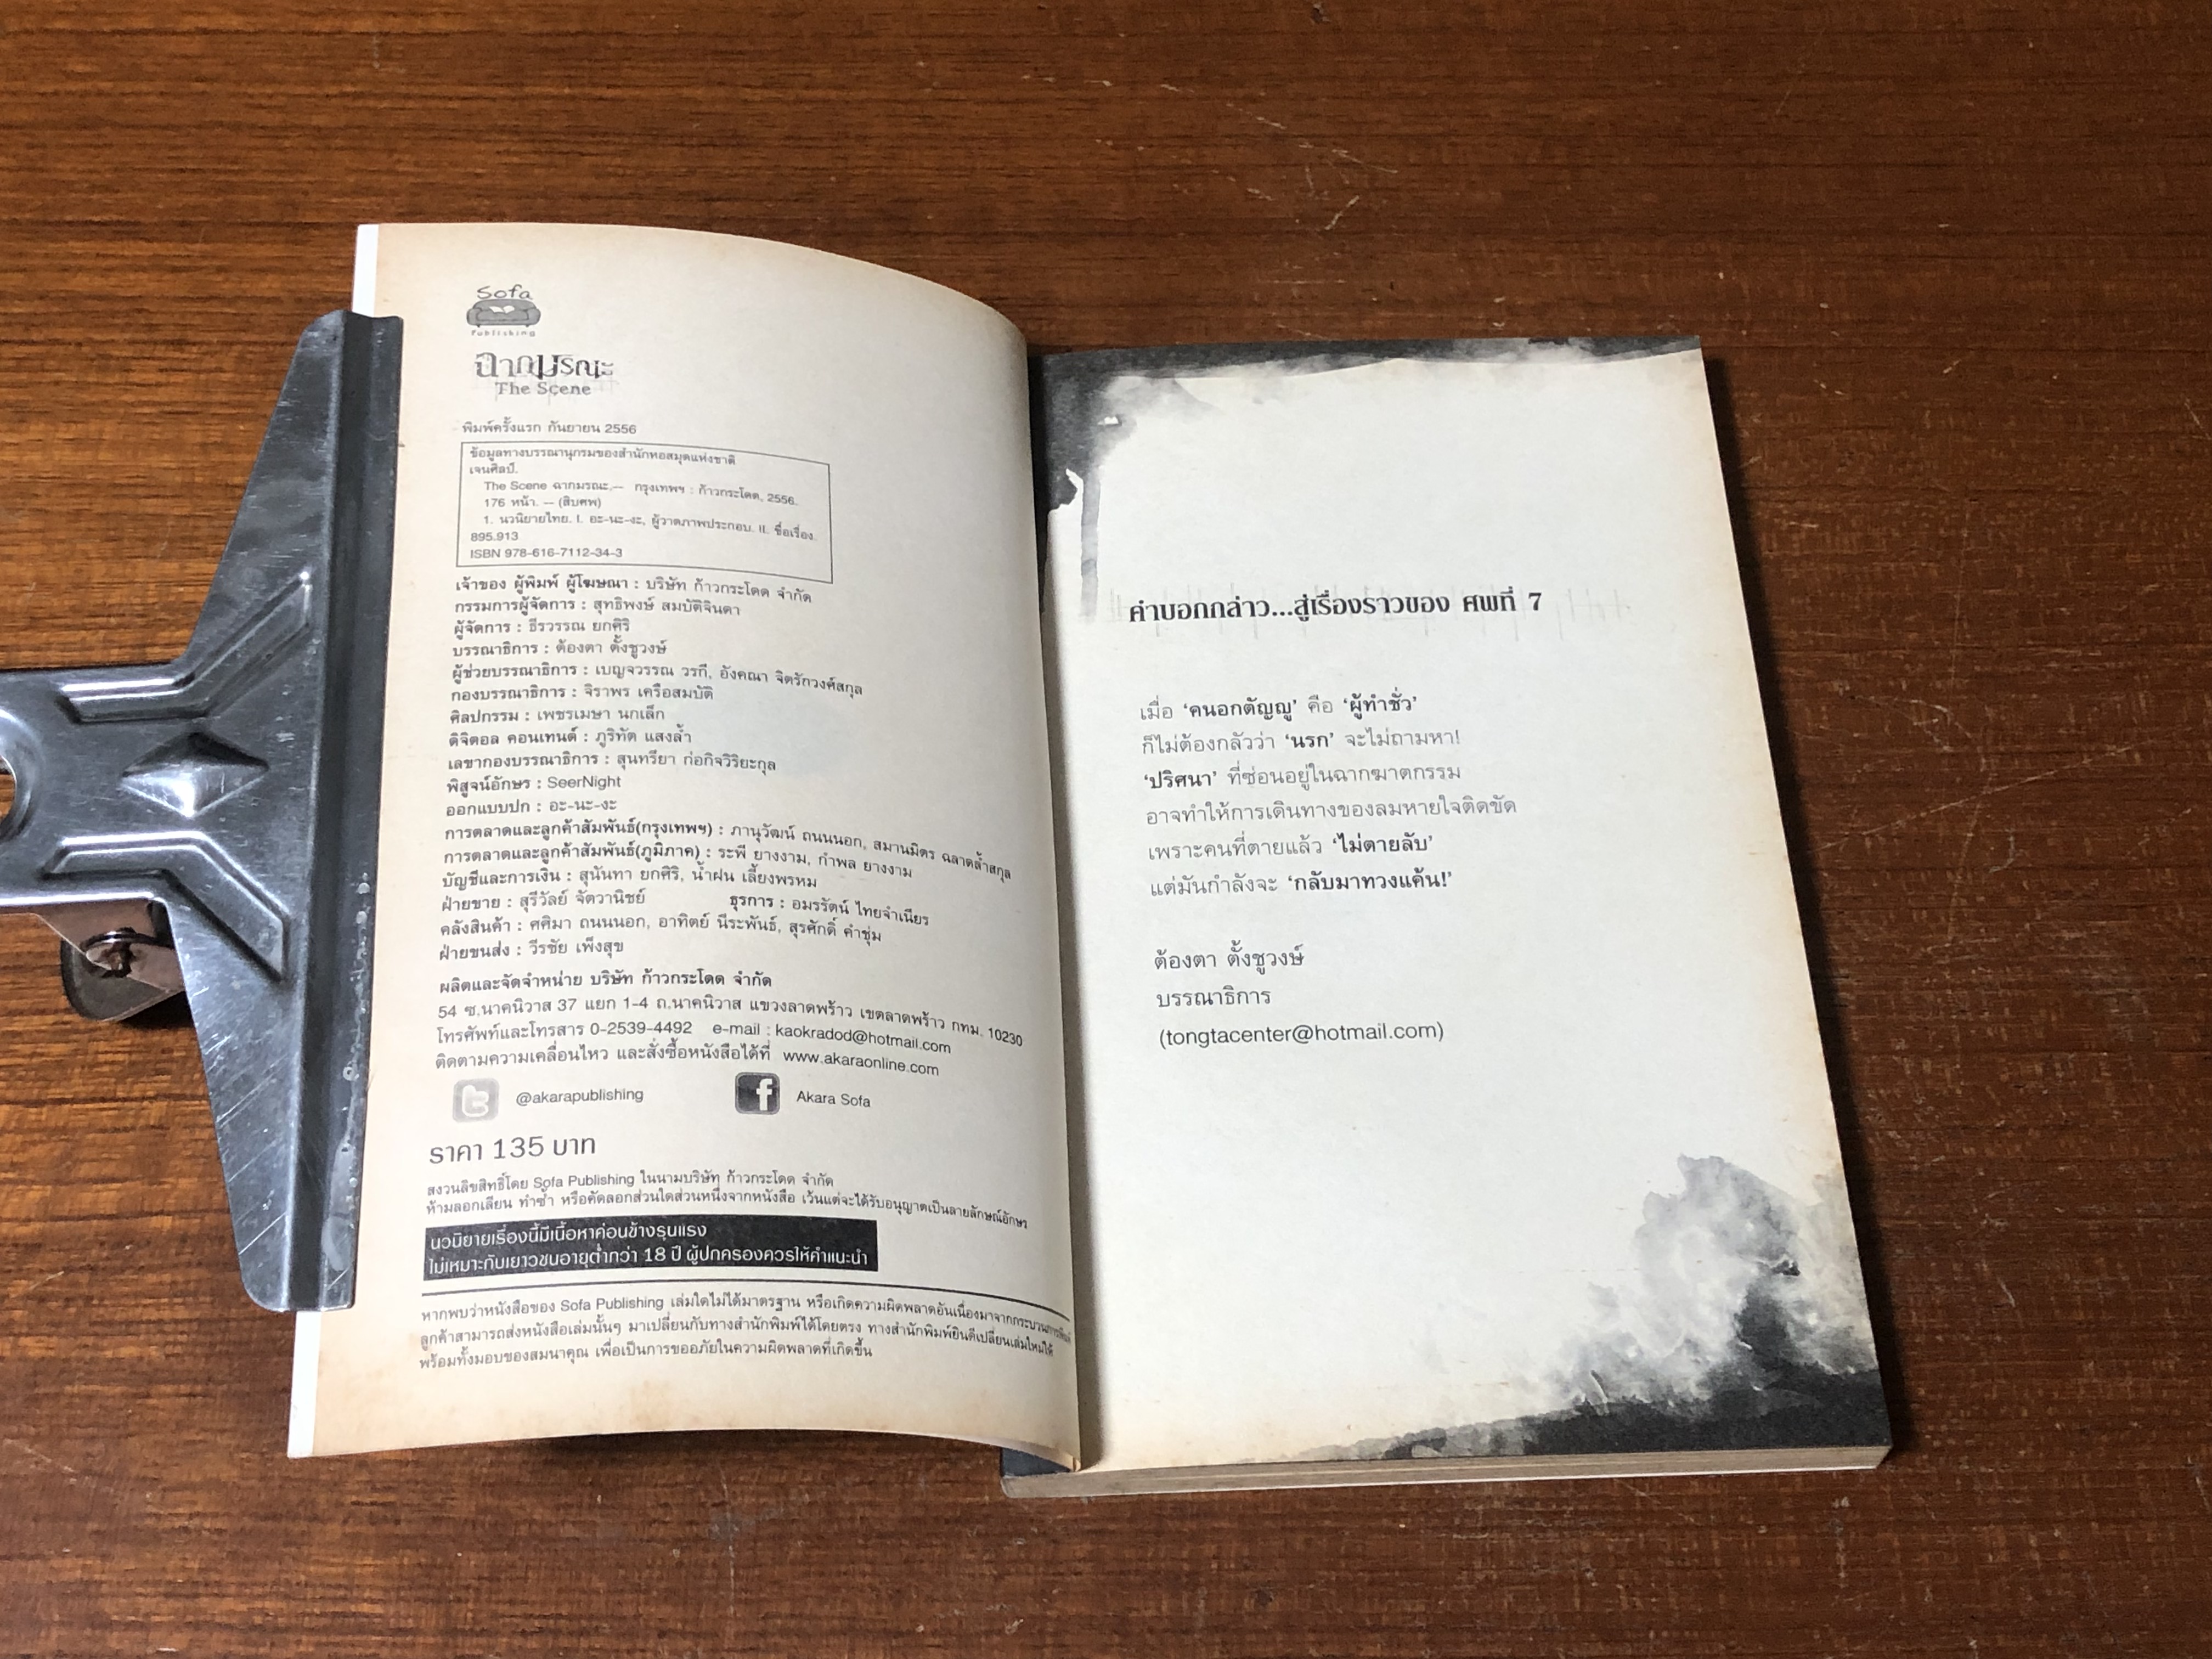 Sofa
Publishing
ฉากมรณะ
The Scene
พิมพ์ครั้งแรก กันยายน 2556
ข้อมูลทางบรรณานุกรมของสำนักหอสมุดแห่งชาติ
เจนศิลป์.
The Scene ฉากมรณะ.-- กรุงเทพฯ : ก้าวกระโดด, 2556.
176 หน้า. -- (สิบศพ)
1. นวนิยายไทย. I. อะ-นะ-งะ, ผู้วาดภาพประกอบ. II. ชื่อเรื่อง.
895.913
ISBN 978-616-7112-34-3
เจ้าของ ผู้พิมพ์ ผู้โฆษณา : บริษัท ก้าวกระโดด จำกัด
กรรมการผู้จัดการ : สุทธิพงษ์ สมบัติจินดา
ผู้จัดการ : ธีรวรรณ ยกศิริ
บรรณาธิการ : ต้องตา ตั้งชูวงษ์
ผู้ช่วยบรรณาธิการ : เบญจวรรณ วรกี, อังคณา จิตรักวงศ์สกุล
กองบรรณาธิการ : จิราพร เครือสมบัติ
ศิลปกรรม : เพชรเมษา นกเล็ก
ดิจิตอล คอนเทนต์ : ภูริทัต แสงล้ำ
เลขากองบรรณาธิการ : สุนทรียา ก่อกิจวิริยะกุล
พิสูจน์อักษร : SeerNight
ออกแบบปก : อะ-นะ-งะ
การตลาดและลูกค้าสัมพันธ์(กรุงเทพฯ) : ภานุวัฒน์ ถนนนอก, สมานมิตร ฉลาดล้ำสกุล
การตลาดและลูกค้าสัมพันธ์(ภูมิภาค) : ระพี ยางงาม, กำพล ยางงาม
บัญชีและการเงิน : สุนันทา ยกศิริ, น้ำฝน เลี้ยงพรหม
ฝ่ายขาย : สุรีวัลย์ จัตวานิชย์ ธุรการ : อมรรัตน์ ไทยจำเนียร
คลังสินค้า : ศศิมา ถนนนอก, อาทิตย์ นีระพันธ์, สุรศักดิ์ คำชุ่ม
ฝ่ายขนส่ง : วีรชัย เพ็งสุข
ผลิตและจัดจำหน่าย บริษัท ก้าวกระโดด จำกัด
54 ซ.นาคนิวาส 37 แยก 1-4 ถ.นาคนิวาส แขวงลาดพร้าว เขตลาดพร้าว กทม. 10230
โทรศัพท์และโทรสาร 0-2539-4492 e-mail : kaokradod@hotmail.com
ติดตามความเคลื่อนไหว และสั่งซื้อหนังสือได้ที่ www.akaraonline.com
@akarapublishing Akara Sofa
ราคา 135 บาท
สงวนลิขสิทธิ์โดย Sofa Publishing ในนามบริษัท ก้าวกระโดด จำกัด
ห้ามลอกเลียน ทำซ้ำ หรือคัดลอกส่วนใดส่วนหนึ่งจากหนังสือ เว้นแต่จะได้รับอนุญาตเป็นลายลักษณ์อักษร
นวนิยายเรื่องนี้มีเนื้อหาค่อนข้างรุนแรง
ไม่เหมาะกับเยาวชนอายุต่ำกว่า 18 ปี ผู้ปกครองควรให้คำแนะนำ
หากพบว่าหนังสือของ Sofa Publishing เล่มใดไม่ได้มาตรฐาน หรือเกิดความผิดพลาดอันเนื่องมาจากกระบวนการพิมพ์
ลูกค้าสามารถส่งหนังสือเล่มนั้นๆ มาเปลี่ยนกับทางสำนักพิมพ์ได้โดยตรง ทางสำนักพิมพ์ยินดีเปลี่ยนเล่มใหม่ให้
พร้อมทั้งมอบของสมนาคุณ เพื่อเป็นการขออภัยในความผิดพลาดที่เกิดขึ้น
คำบอกกล่าว...สู่เรื่องราวของ ศพที่ 7
เมื่อ ‘คนอกตัญญู’ คือ ‘ผู้ทำชั่ว’
ก็ไม่ต้องกลัวว่า ‘นรก’ จะไม่ถามหา!
‘ปริศนา’ ที่ซ่อนอยู่ในฉากฆาตกรรม
อาจทำให้การเดินทางของลมหายใจติดขัด
เพราะคนที่ตายแล้ว ‘ไม่ตายลับ’
แต่มันกำลังจะ ‘กลับมาทวงแค้น!’
ต้องตา ตั้งชูวงษ์
บรรณาธิการ
(tongtacenter@hotmail.com)